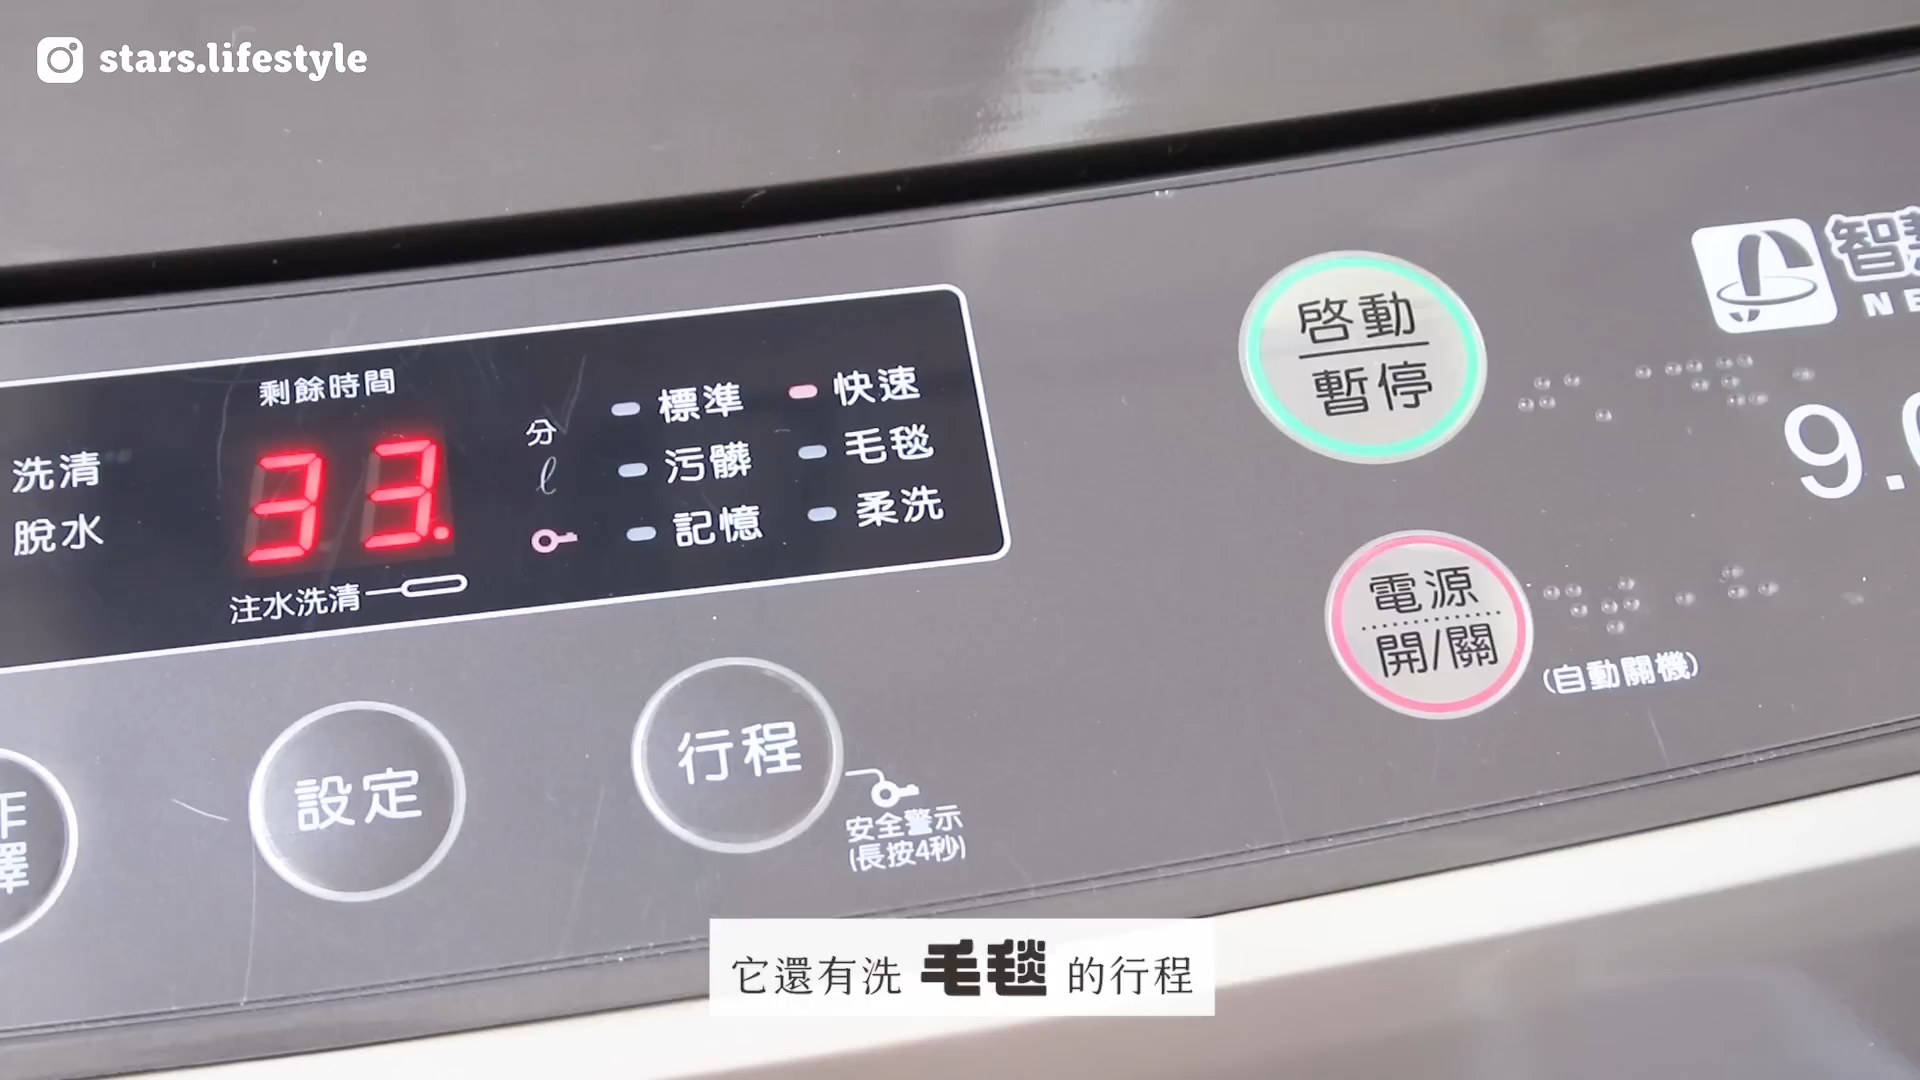 stars.lifestyle
剩餘時間
洗清
脫水
33.
分
ℓ
標準
快速
污髒
毛毯
記憶
柔洗
注水洗清
設定
行程
安全警示
(長按4秒)
啓動
暫停
電源
開/關
(自動關機)
智
NE
9.
它還有洗 毛毯 的行程